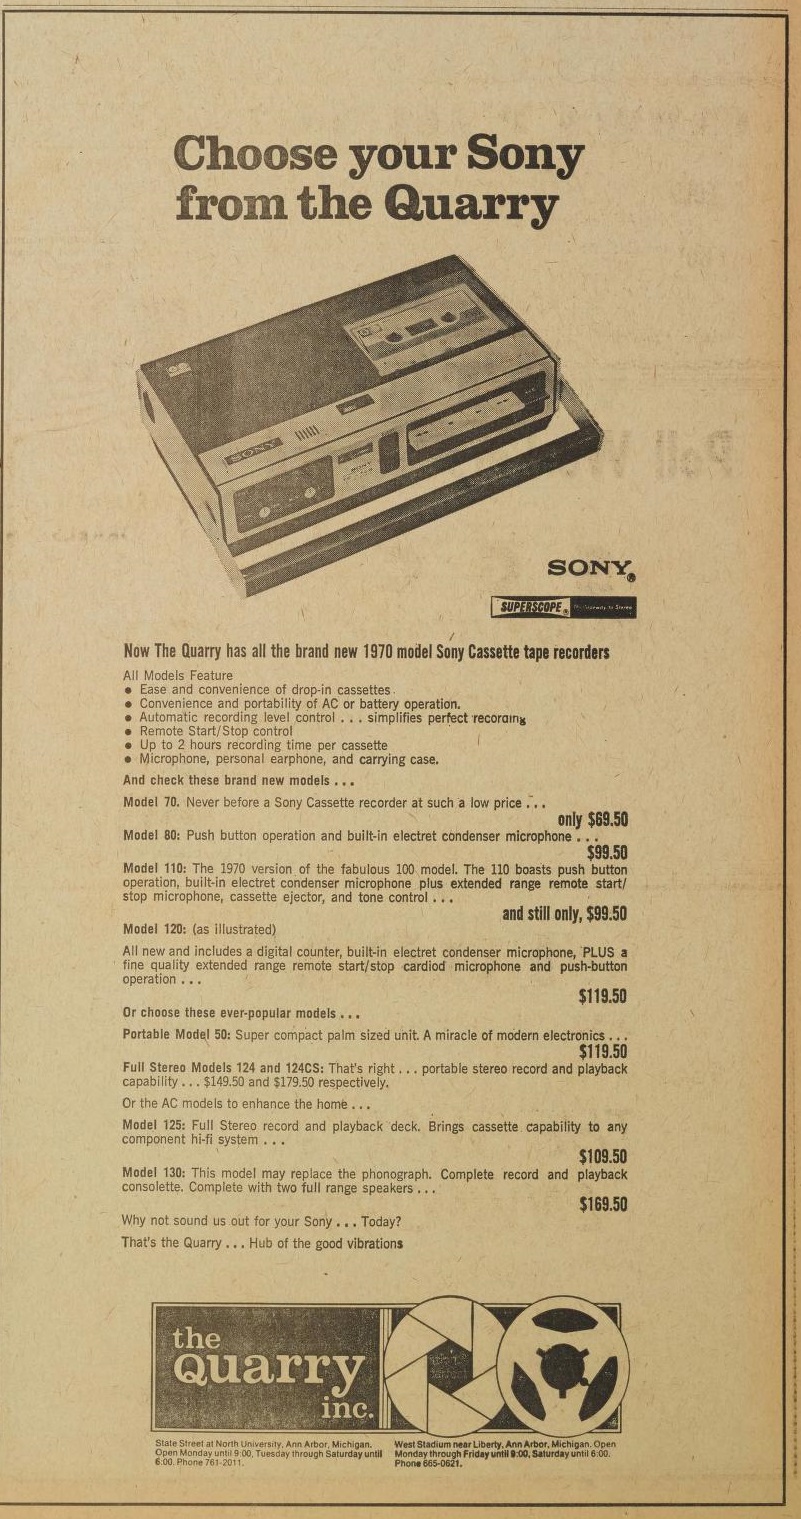 Choose your Sony
from the Quarry
SONY
SONY®
SUPERSCOPE®
Now The Quarry has all the brand new 1970 model Sony Cassette tape recorders
All Models Feature
● Ease and convenience of drop-in cassettes.
● Convenience and portability of AC or battery operation.
● Automatic recording level control . . . simplifies perfect recording
● Remote Start/Stop control
● Up to 2 hours recording time per cassette
● Microphone, personal earphone, and carrying case.
And check these brand new models . . .
Model 70. Never before a Sony Cassette recorder at such a low price . . .
only $69.50
Model 80: Push button operation and built-in electret condenser microphone . . .
$99.50
Model 110: The 1970 version of the fabulous 100 model. The 110 boasts push button
operation, built-in electret condenser microphone plus extended range remote start/
stop microphone, cassette ejector, and tone control . . .
and still only, $99.50
Model 120: (as illustrated)
All new and includes a digital counter, built-in electret condenser microphone, PLUS a
fine quality extended range remote start/stop cardiod microphone and push-button
operation . . .
$119.50
Or choose these ever-popular models . . .
Portable Model 50: Super compact palm sized unit. A miracle of modern electronics . . .
$119.50
Full Stereo Models 124 and 124CS: That's right . . . portable stereo record and playback
capability . . . $149.50 and $179.50 respectively.
Or the AC models to enhance the home . . .
Model 125: Full Stereo record and playback deck. Brings cassette capability to any
component hi-fi system . . .
$109.50
Model 130: This model may replace the phonograph. Complete record and playback
consolette. Complete with two full range speakers . . .
$169.50
Why not sound us out for your Sony . . . Today?
That's the Quarry . . . Hub of the good vibrations
the
Quarry
inc.
State Street at North University, Ann Arbor, Michigan.
Open Monday until 9:00, Tuesday through Saturday until
6:00. Phone 761-2011.
West Stadium near Liberty, Ann Arbor, Michigan. Open
Monday through Friday until 9:00, Saturday until 6:00.
Phone 665-0621.